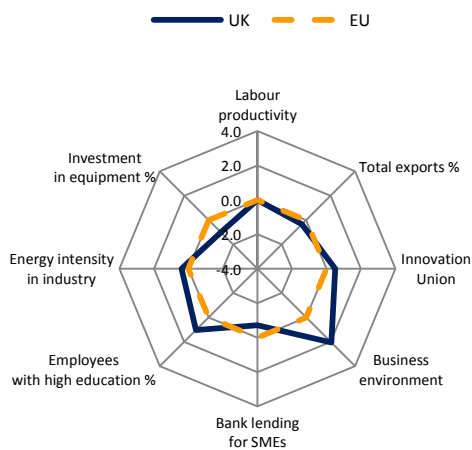 UK
EU
Labour
productivity
4.0
Investment
in equipment %
Total exports %
2.0
0.0
Energy intensity
in industry
2.0
Innovation
Union
-4.0
Employees
with high education %
Business
environment
Bank lending
for SMEs